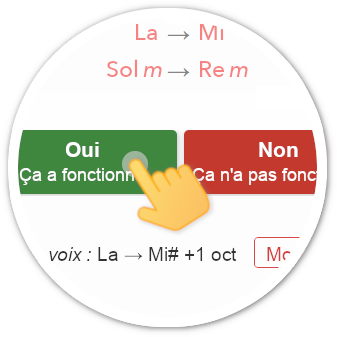 La → Mi
Sol m → Re m
Oui Non
Ça a fonctionn Ça n'a pas fonc
voix : La → Mi# +1 oct Mo